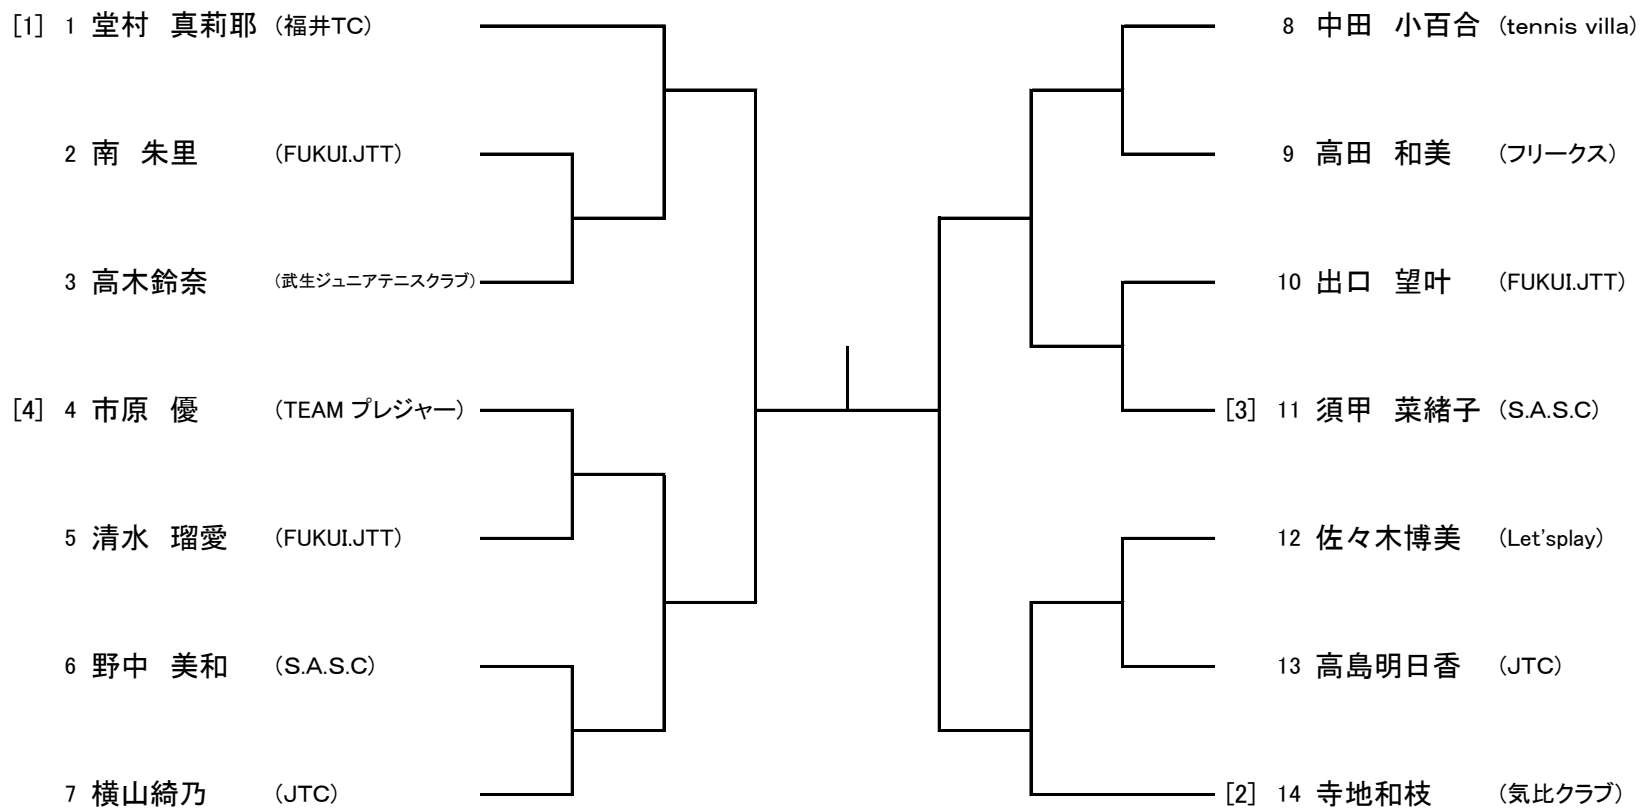 [1] 1 堂村　真莉耶 (福井TC)
2 南　朱里 (FUKUI.JTT)
3 高木鈴奈 (武生ジュニアテニスクラブ)
[4] 4 市原　優 (TEAM プレジャー)
5 清水　瑠愛 (FUKUI.JTT)
6 野中　美和 (S.A.S.C)
7 横山綺乃 (JTC)
8 中田　小百合 (tennis villa)
9 高田　和美 (フリークス)
10 出口　望叶 (FUKUI.JTT)
[3] 11 須甲　菜緒子 (S.A.S.C)
12 佐々木博美 (Let'splay)
13 高島明日香 (JTC)
[2] 14 寺地和枝 (気比クラブ)